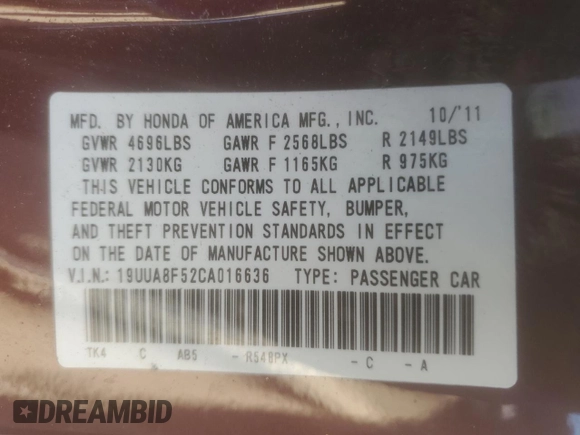 MFD. BY HONDA OF AMERICA MFG., INC. 10/'11
GVWR 4696LBS GAWR F 2568LBS R 2149LBS
GVWR 2130KG GAWR F 1165KG R 975KG
THIS VEHICLE CONFORMS TO ALL APPLICABLE
FEDERAL MOTOR VEHICLE SAFETY, BUMPER,
AND THEFT PREVENTION STANDARDS IN EFFECT
ON THE DATE OF MANUFACTURE SHOWN ABOVE.
V.I.N.: 19UUA8F52CA016636 TYPE: PASSENGER CAR
TK4 C AB5 - R548PX - C - A
DREAMBID